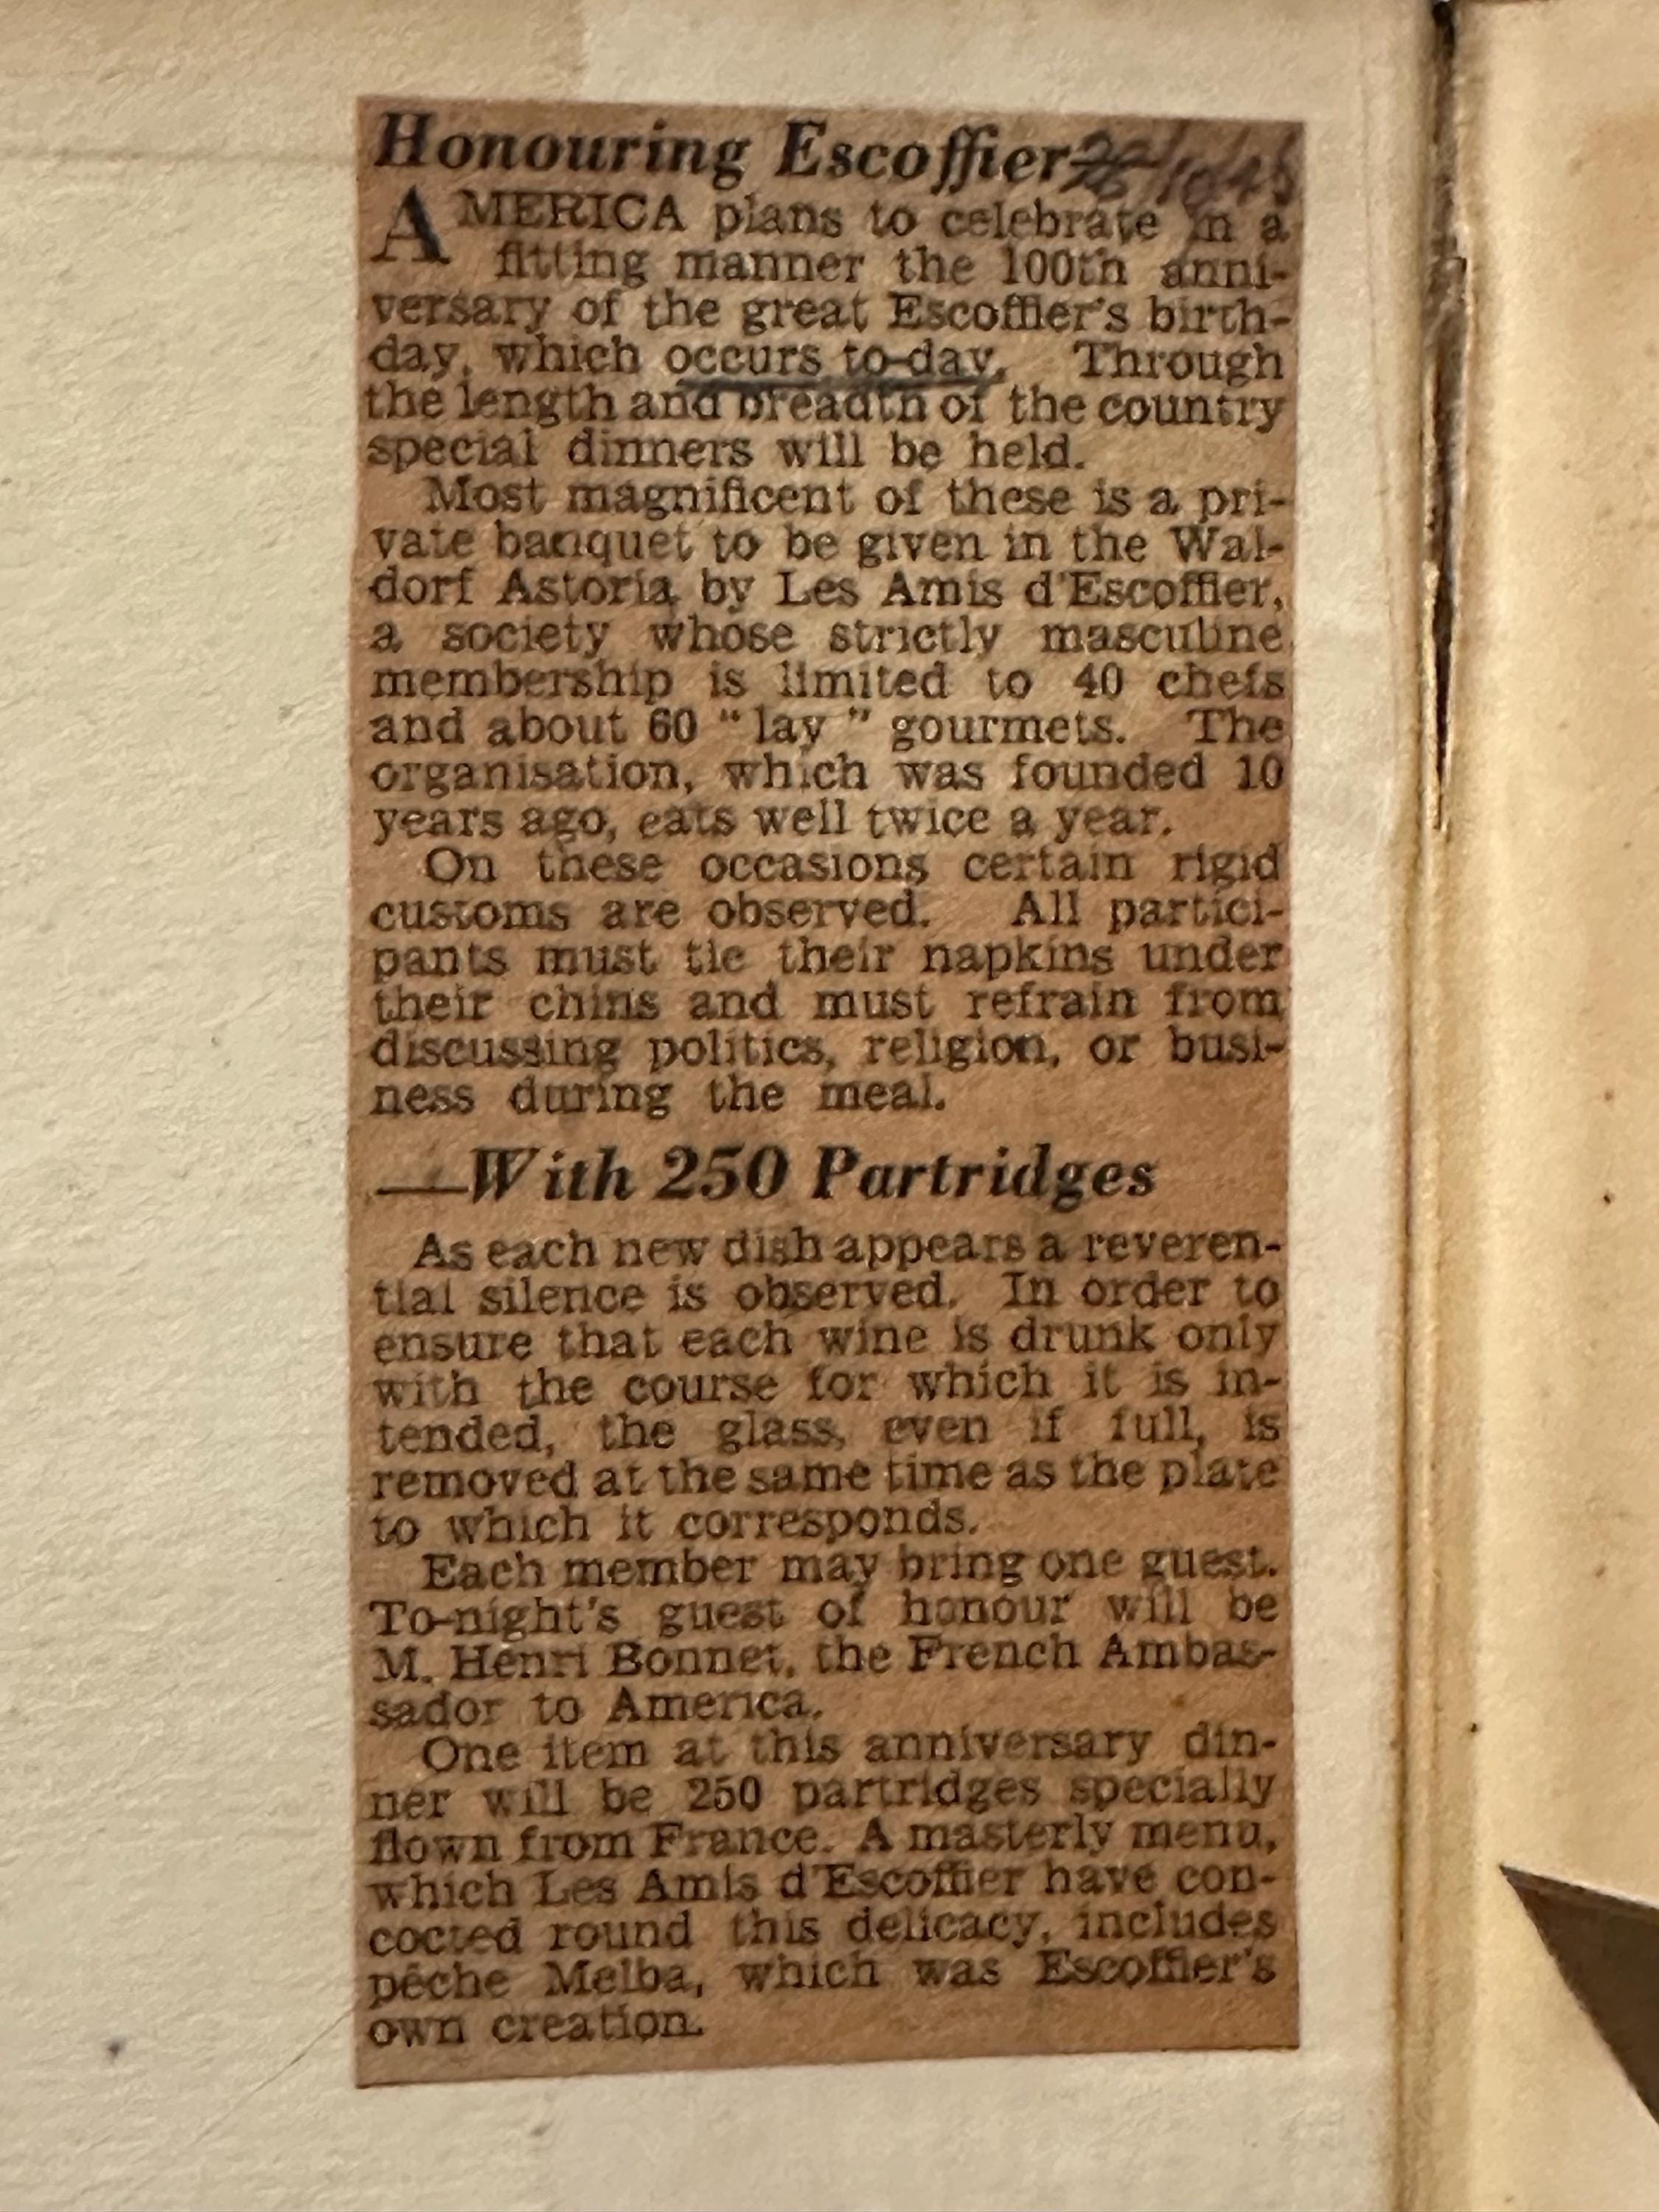 Honouring Escoffier
AMERICA plans to celebrate in a
fitting manner the 100th anni-
versary of the great Escoffier's birth-
day, which occurs to-day. Through
the length and breadth of the country
special dinners will be held.
Most magnificent of these is a pri-
vate banquet to be given in the Wal-
dorf Astoria by Les Amis d'Escoffier,
a society whose strictly masculine
membership is limited to 40 chefs
and about 60 "lay" gourmets. The
organisation, which was founded 10
years ago, eats well twice a year.
On these occasions certain rigid
customs are observed. All partici-
pants must tie their napkins under
their chins and must refrain from
discussing politics, religion, or busi-
ness during the meal.
—With 250 Partridges
As each new dish appears a reveren-
tial silence is observed. In order to
ensure that each wine is drunk only
with the course for which it is in-
tended, the glass, even if full, is
removed at the same time as the plate
to which it corresponds.
Each member may bring one guest.
To-night's guest of honour will be
M. Henri Bonnet, the French Ambas-
sador to America.
One item at this anniversary din-
ner will be 250 partridges specially
flown from France. A masterly menu,
which Les Amis d'Escoffier have con-
cocted round this delicacy, includes
pêche Melba, which was Escoffier's
own creation.